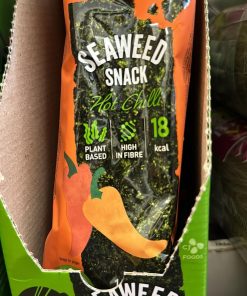 SEAWEED
SNACK
Hot Chilli
PLANT BASED
HIGH IN FIBRE
18 kcal
CJ
FOODS
SEAWEED